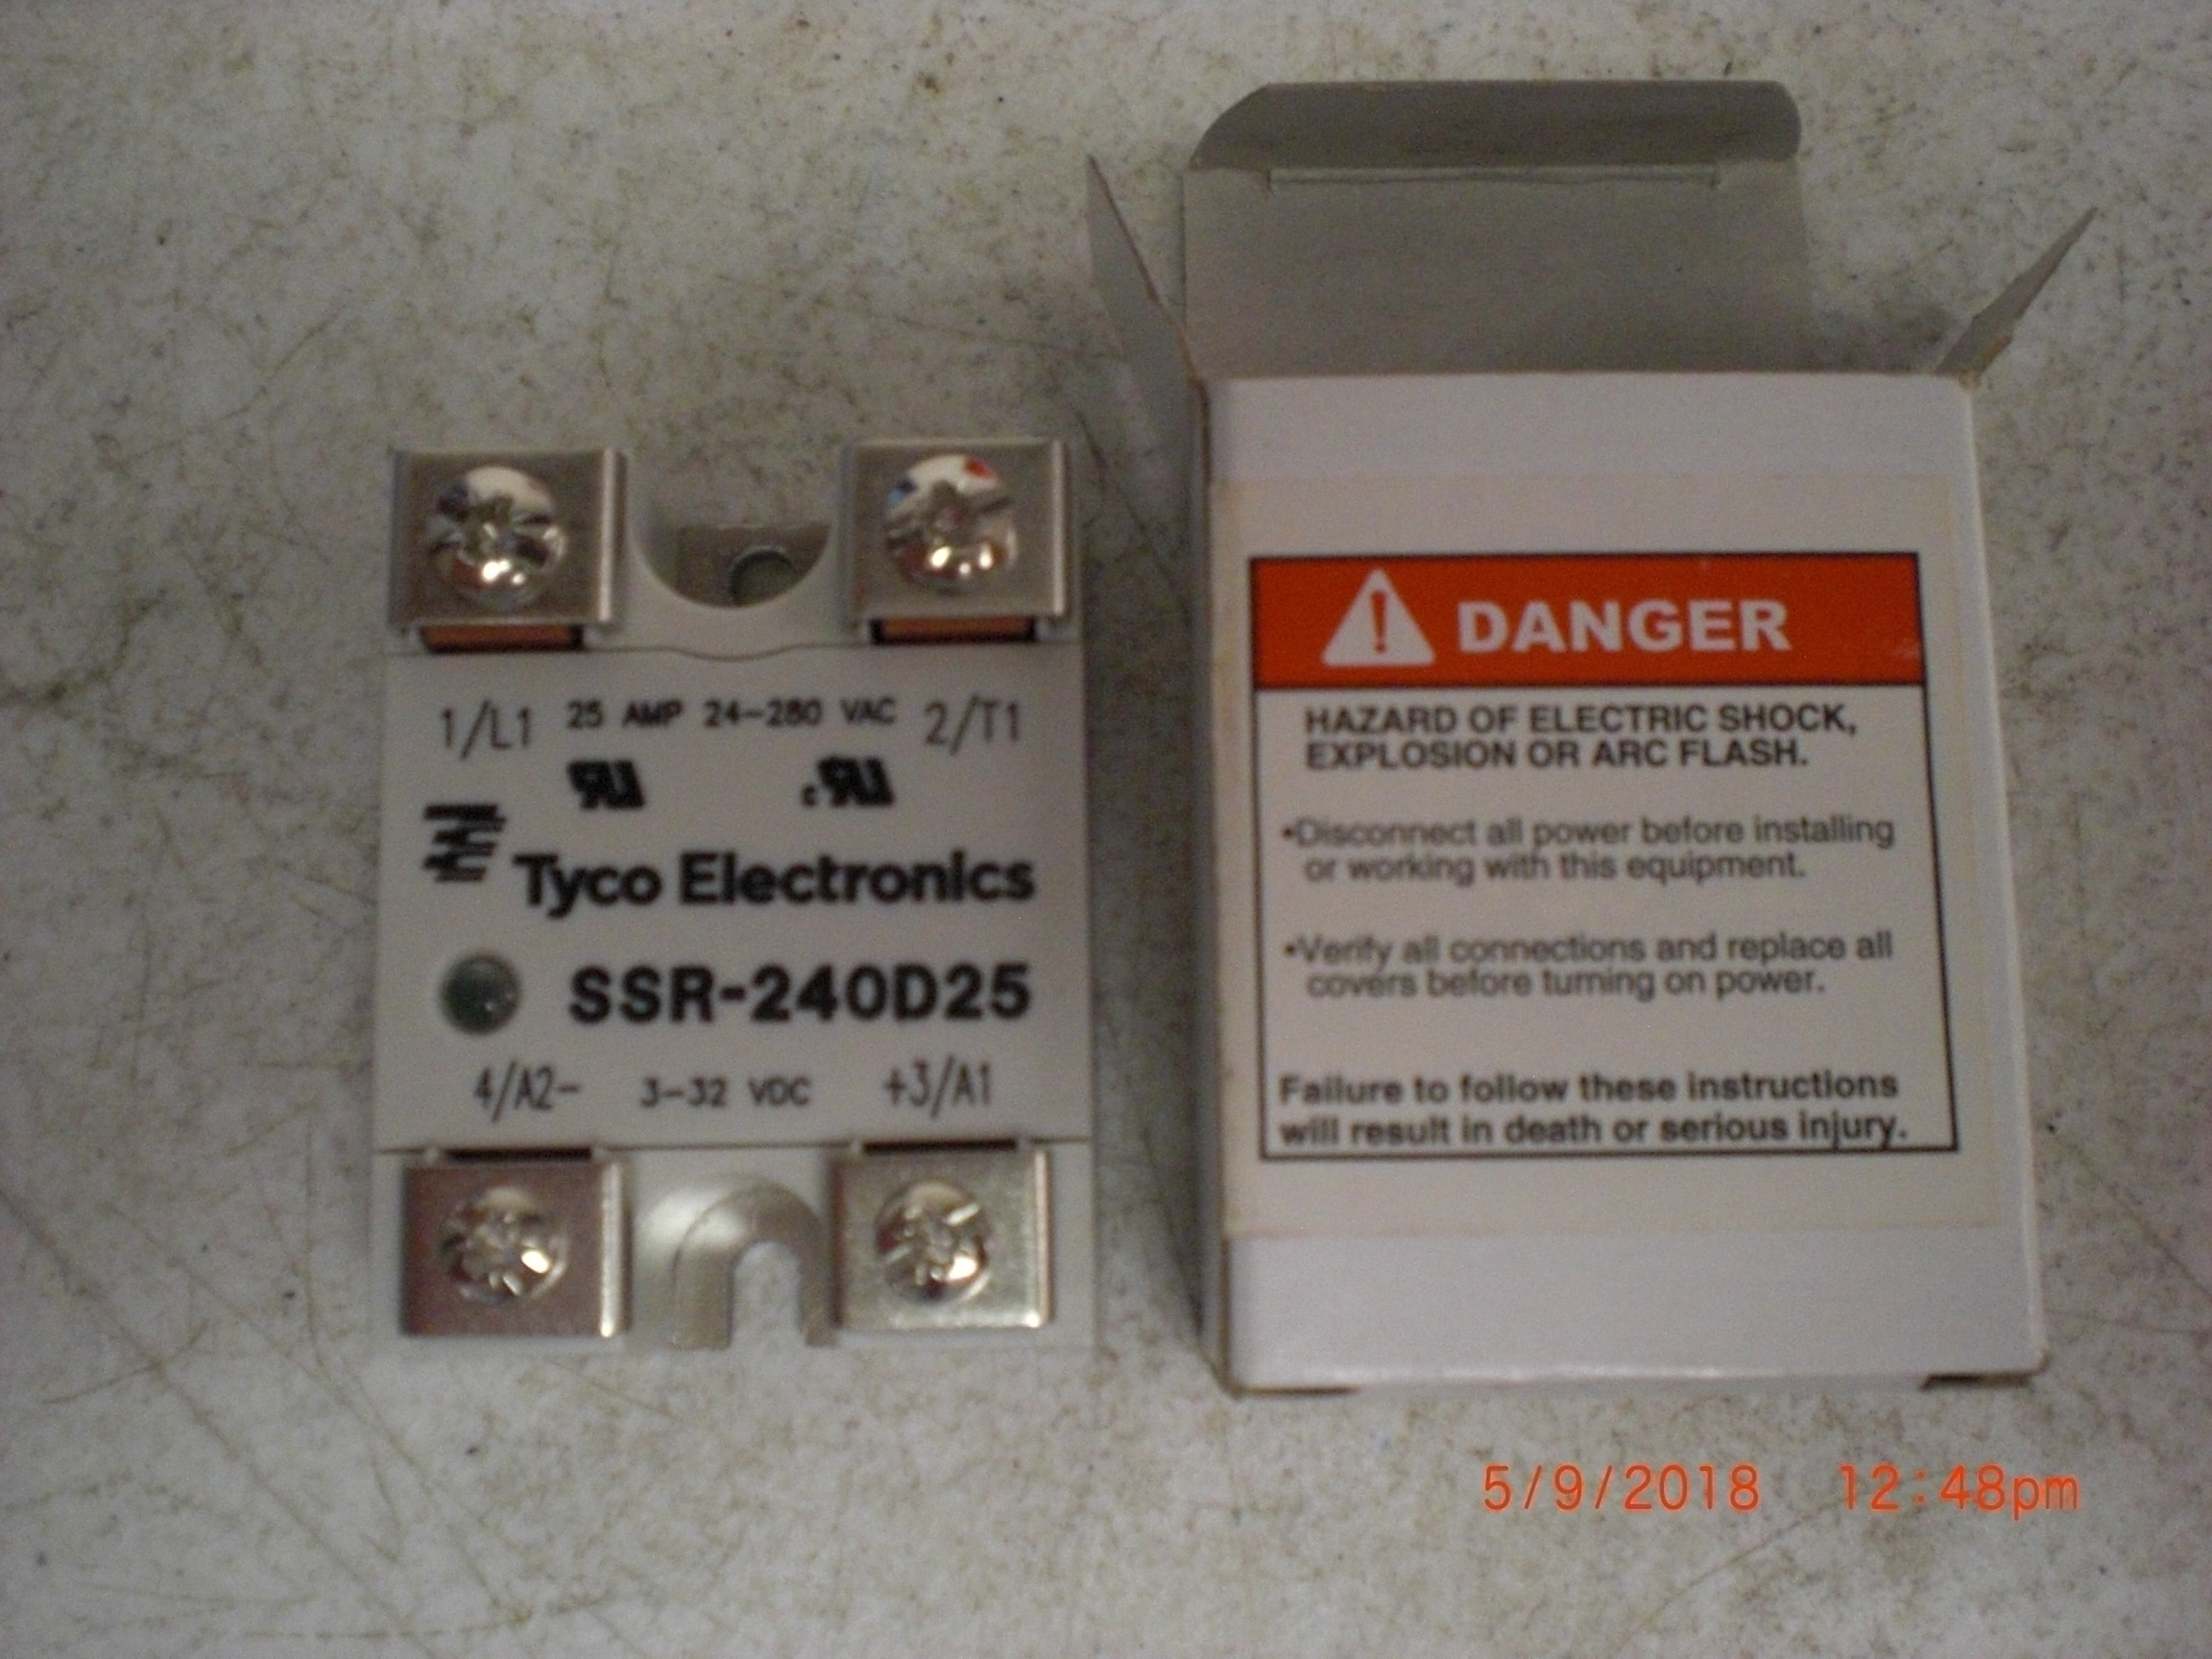 1/L1 25 AMP 24-280 VAC 2/T1
Tyco Electronics
SSR-240D25
4/A2- 3-32 VDC +3/A1
DANGER
HAZARD OF ELECTRIC SHOCK,
EXPLOSION OR ARC FLASH.
•Disconnect all power before installing
or working with this equipment.
•Verify all connections and replace all
covers before turning on power.
Failure to follow these instructions
will result in death or serious injury.
5/9/2018 12:48pm